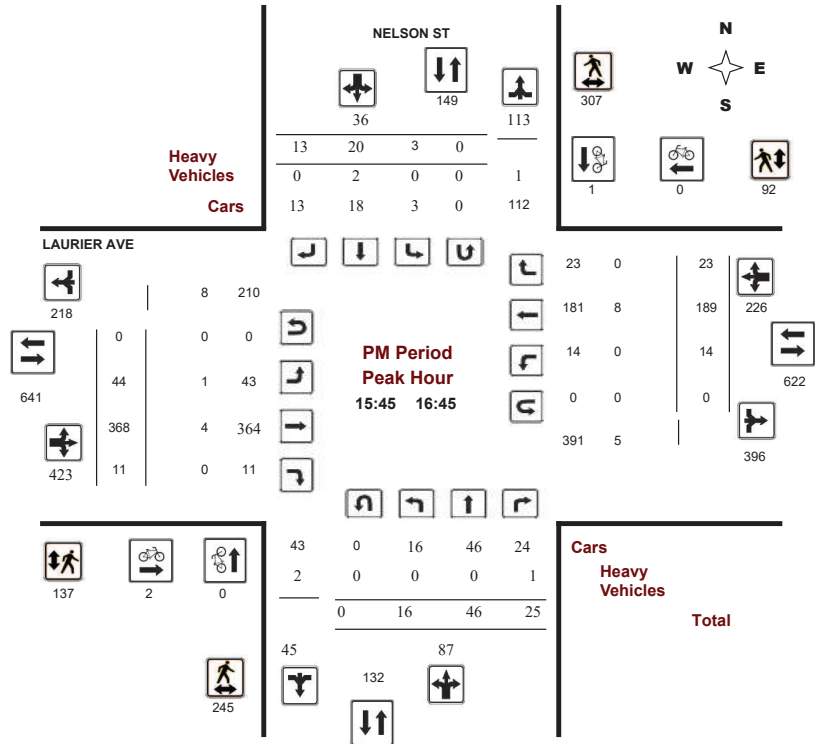 NELSON ST
N
W E
S
149
307
36 113
13 20 3 0
Heavy
Vehicles
0 2 0 0 1
Cars
13 18 3 0 112
1 0 92
LAURIER AVE
218
8 210
23 0 23
226
0 0 0
181 8 189
641
PM Period
Peak Hour
15:45 16:45
44 1 43
14 0 14
622
368 4 364
0 0 0
423
11 0 11
391 5
396
43 0 16 46 24
Cars
2 0 0 0 1
Heavy
Vehicles
137 2 0
0 16 46 25
Total
45 87
132
245